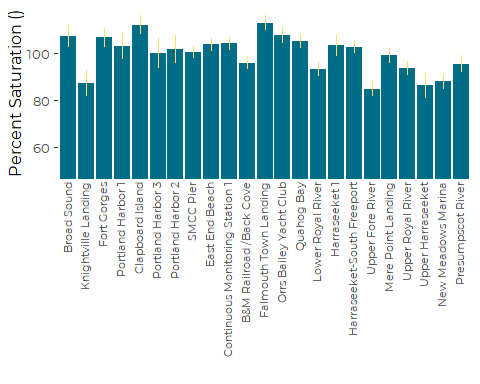 Percent Saturation ()
100
80
60
Broad Sound
Knightville Landing
Fort Gorges
Portland Harbor 1
Clapboard Island
Portland Harbor 3
Portland Harbor 2
SMCC Pier
East End Beach
Continuous Monitoring Station 1
B&M Railroad /Back Cove
Falmouth Town Landing
Orrs Bailey Yacht Club
Quahog Bay
Lower Royal River
Harraseeket 1
Harraseeket-South Freeport
Upper Fore River
Mere Point Landing
Upper Royal River
Upper Harraseeket
New Meadows Marina
Presumpscot River